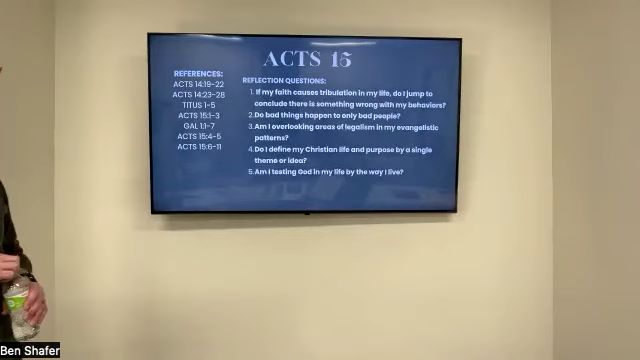 ACTS 15
REFERENCES:
ACTS 14:19-22
ACTS 14:23-28
TITUS 1-5
ACTS 15:1-3
GAL 1:1-7
ACTS 15:4-5
ACTS 15:6-11
REFLECTION QUESTIONS:
1. If my faith causes tribulation in my life, do I jump to
conclude there is something wrong with my behaviors?
2. Do bad things happen to only bad people?
3. Am I overlooking areas of legalism in my evangelistic
patterns?
4. Do I define my Christian life and purpose by a single
theme or idea?
5. Am I testing God in my life by the way I live?
Ben Shafer